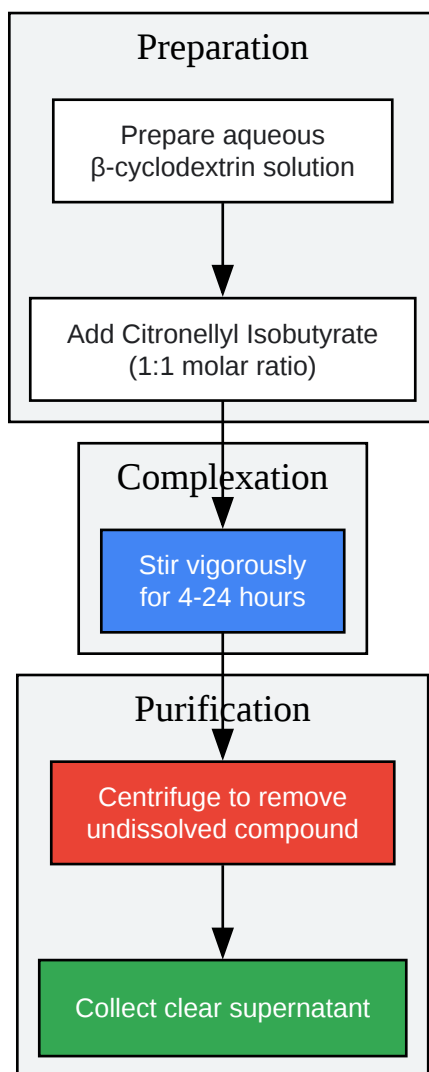 Preparation
Prepare aqueous
β-cyclodextrin solution
Add Citronellyl Isobutyrate
(1:1 molar ratio)
Complexation
Stir vigorously
for 4-24 hours
Purification
Centrifuge to remove
undissolved compound
Collect clear supernatant